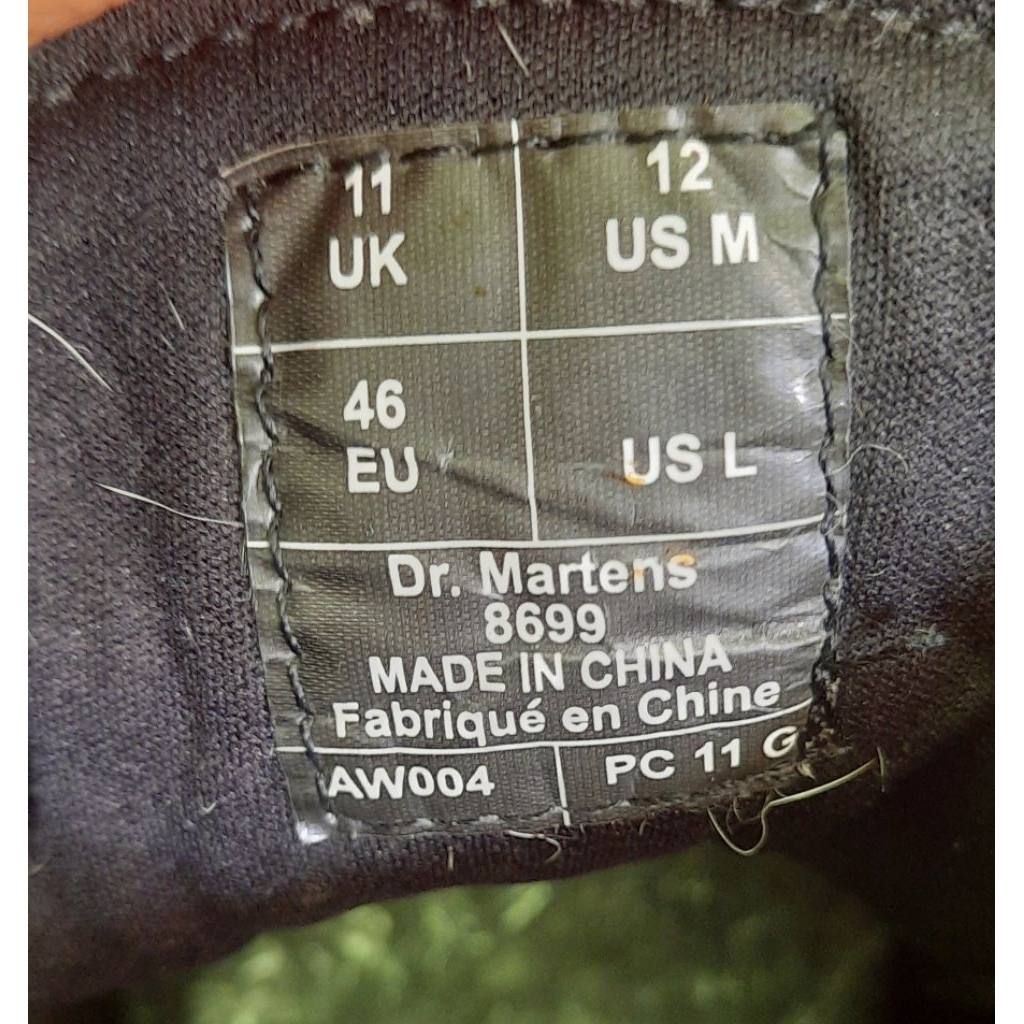 11
UK
12
US M
46
EU
US L
Dr. Martens
8699
MADE IN CHINA
Fabriqué en Chine
AW004
PC 11 G